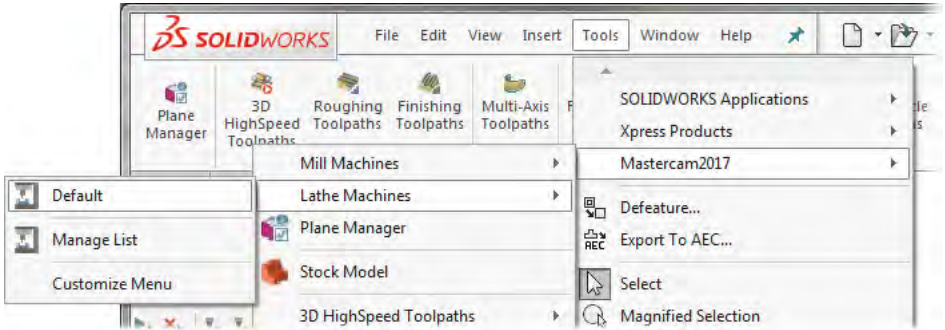 SOLIDWORKS File Edit View Insert Tools Window Help
Plane Manager
3D HighSpeed Toolpaths
Roughing Toolpaths
Finishing Toolpaths
Multi-Axis Toolpaths
SOLIDWORKS Applications
Xpress Products
Mastercam2017
Defeature...
Export To AEC...
Select
Magnified Selection
Mill Machines
Lathe Machines
Plane Manager
Stock Model
3D HighSpeed Toolpaths
Default
Manage List
Customize Menu